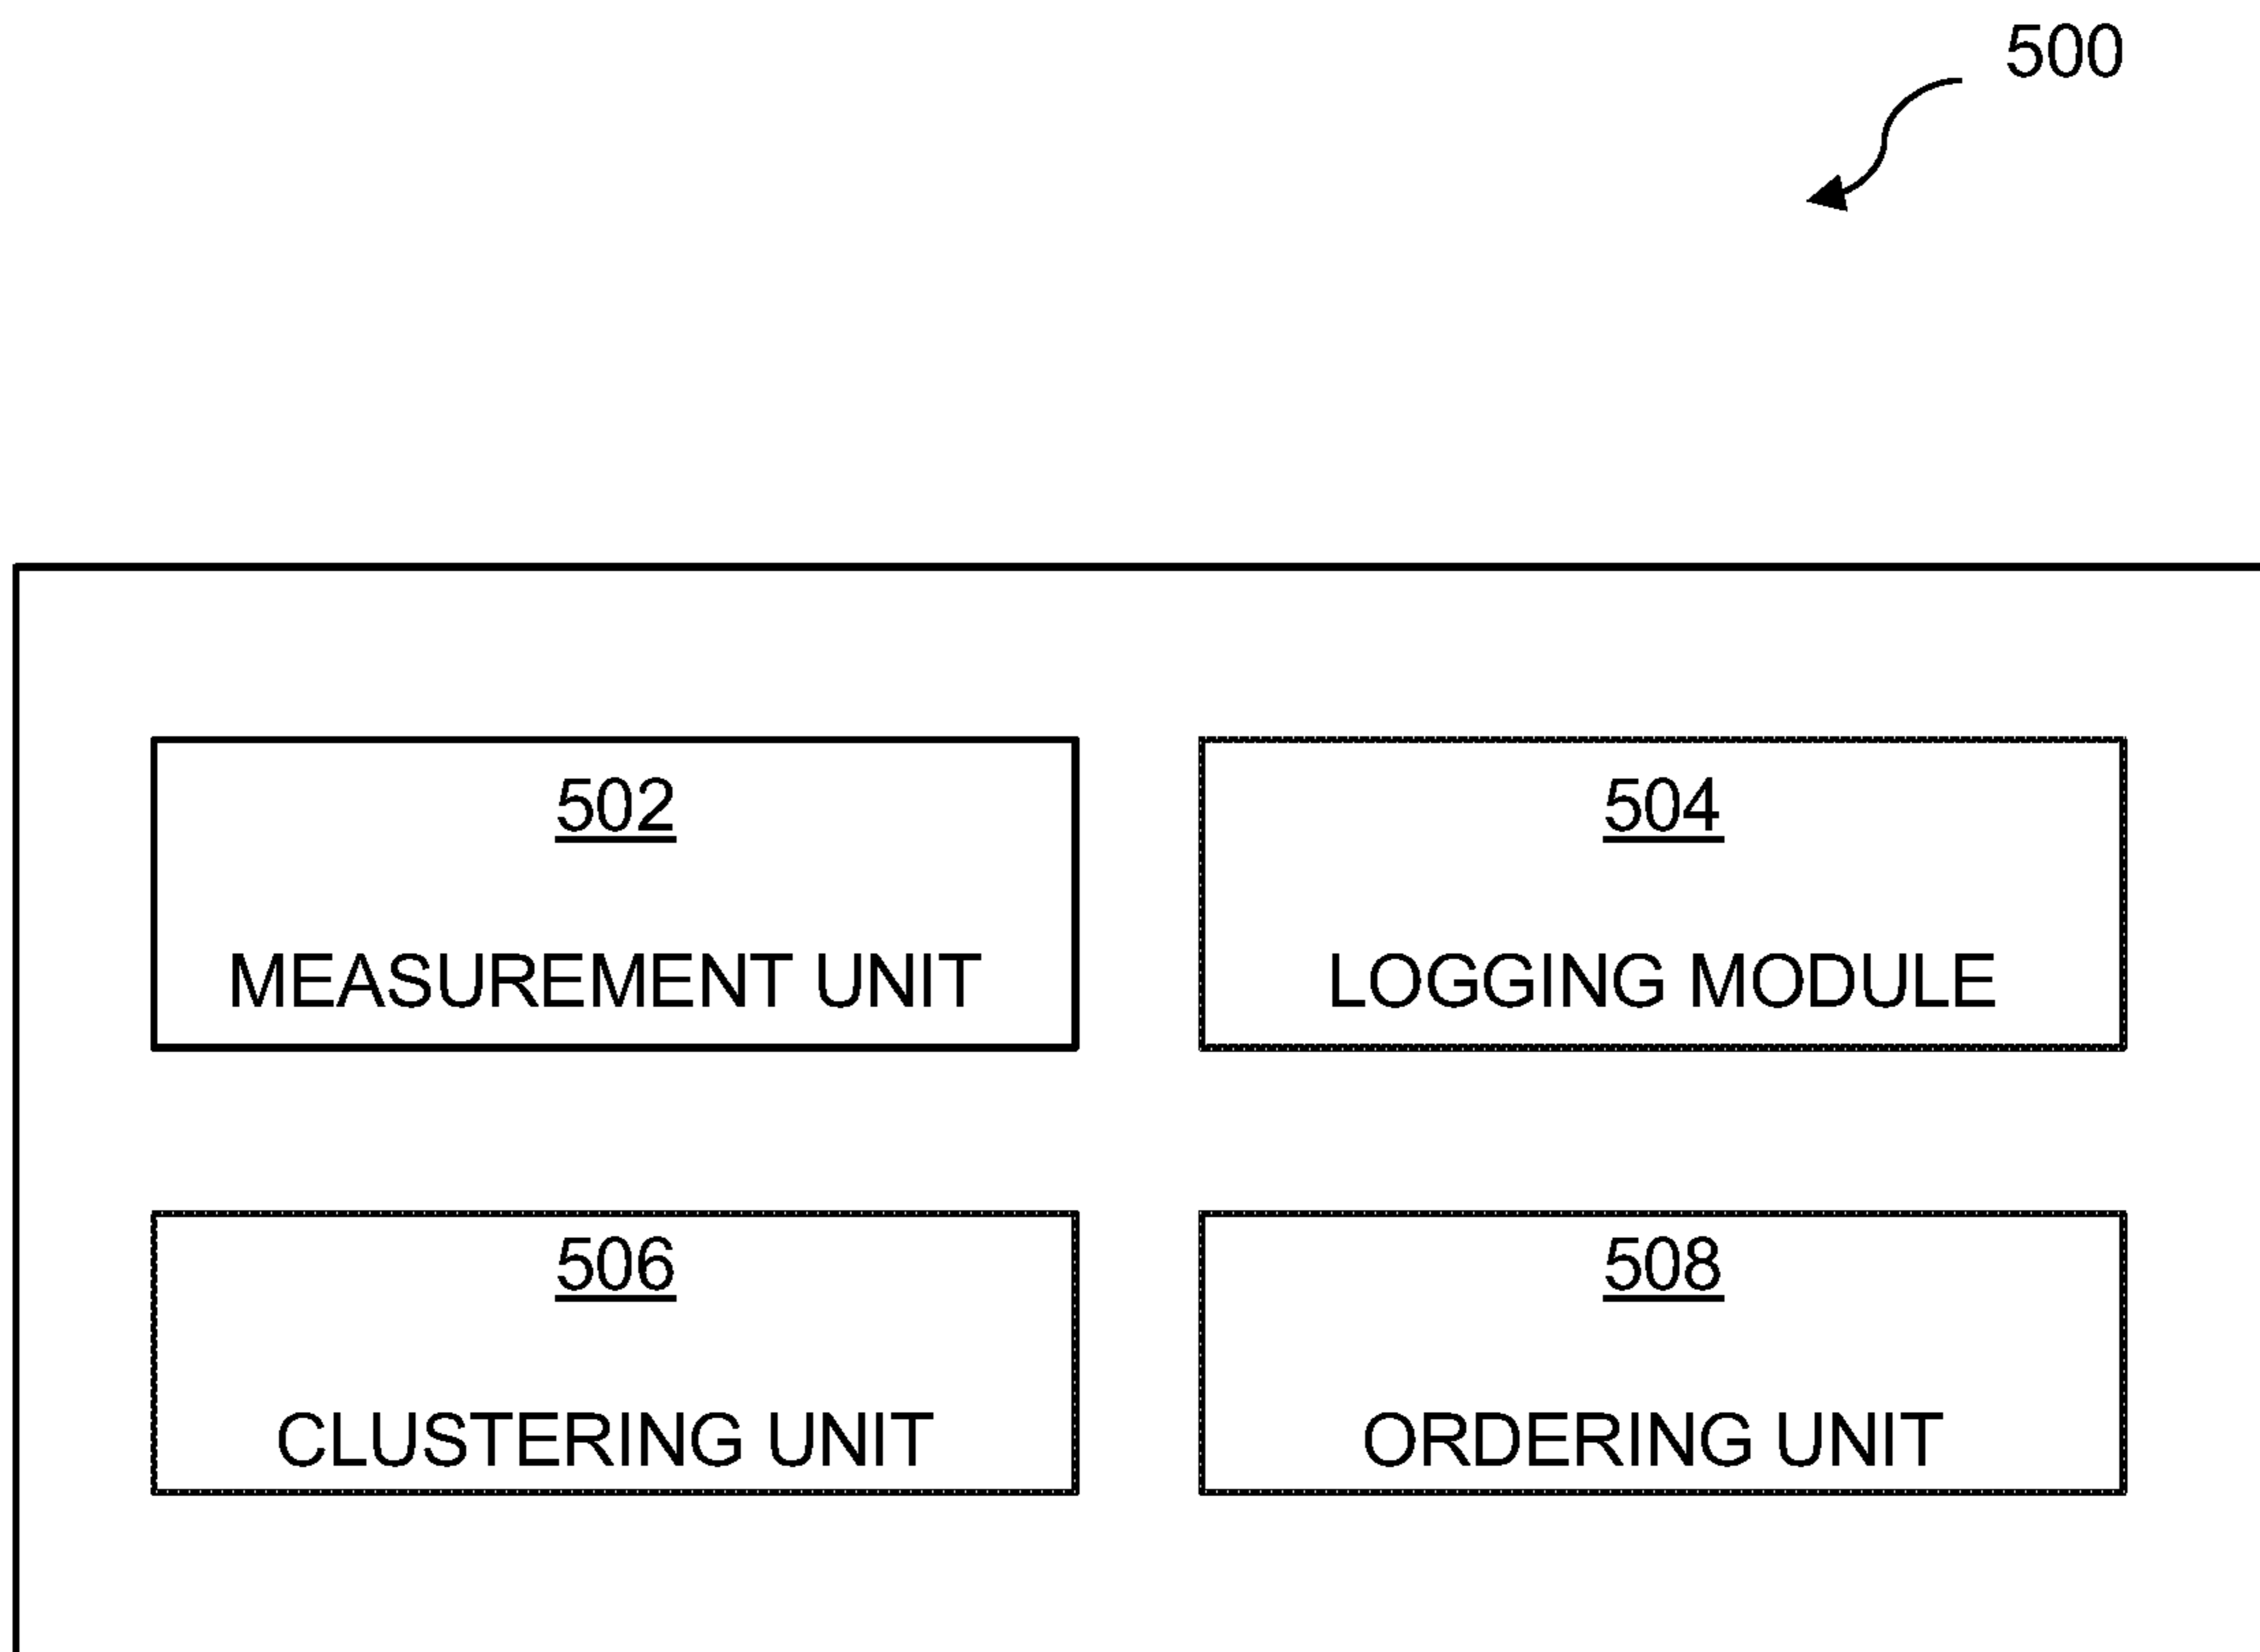 500
502
MEASUREMENT UNIT
504
LOGGING MODULE
506
CLUSTERING UNIT
508
ORDERING UNIT